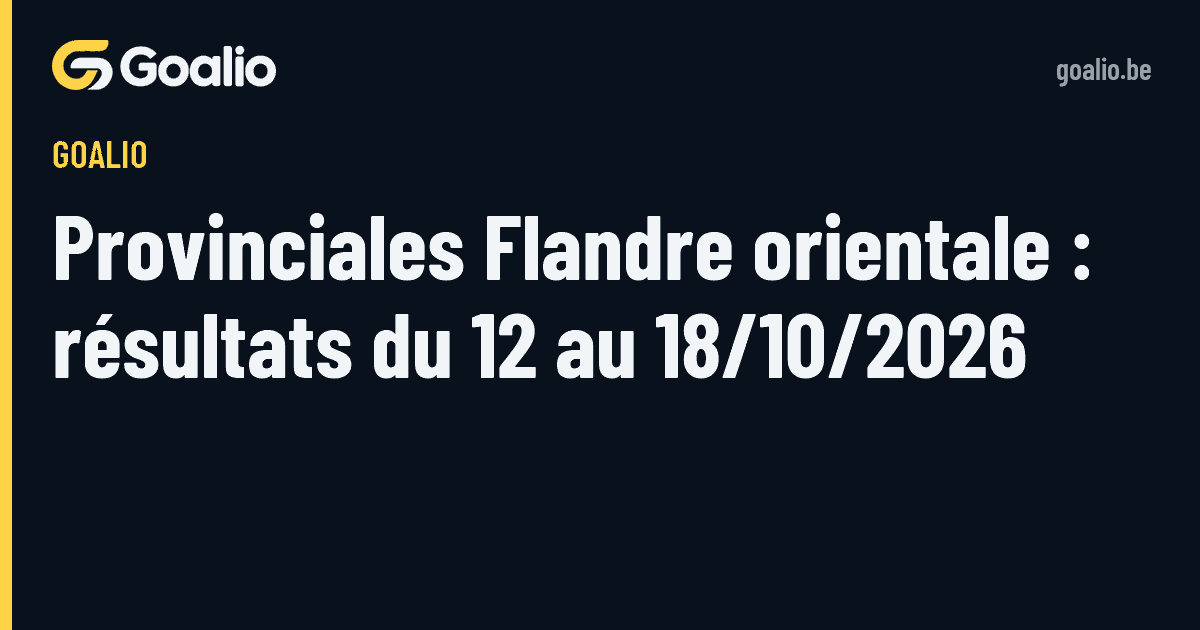 Goalio
goalio.be
GOALIO
Provinciales Flandre orientale :
résultats du 12 au 18/10/2026